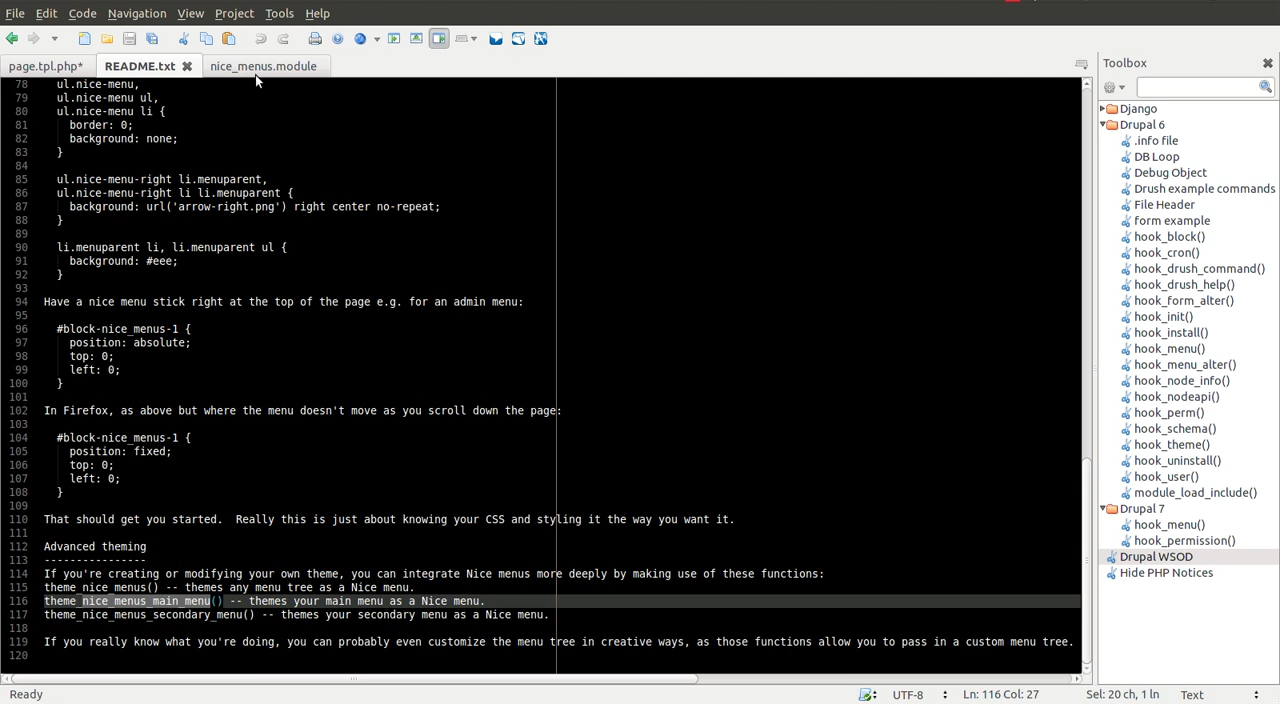 File Edit Code Navigation View Project Tools Help
page.tpl.php* README.txt nice_menus.module
78 ul.nice-menu,
79 ul.nice-menu ul,
80 ul.nice-menu li {
81 border: 0;
82 background: none;
83 }
84
85 ul.nice-menu-right li.menuparent,
86 ul.nice-menu-right li li.menuparent {
87 background: url('arrow-right.png') right center no-repeat;
88 }
89
90 li.menuparent li, li.menuparent ul {
91 background: #eee;
92 }
93
94 Have a nice menu stick right at the top of the page e.g. for an admin menu:
95
96 #block-nice_menus-1 {
97 position: absolute;
98 top: 0;
99 left: 0;
100 }
101
102 In Firefox, as above but where the menu doesn't move as you scroll down the page:
103
104 #block-nice_menus-1 {
105 position: fixed;
106 top: 0;
107 left: 0;
108 }
109
110 That should get you started.  Really this is just about knowing your CSS and styling it the way you want it.
111
112 Advanced theming
113 ----------------
114 If you're creating or modifying your own theme, you can integrate Nice menus more deeply by making use of these functions:
115 theme_nice_menus() -- themes any menu tree as a Nice menu.
116 theme_nice_menus_main_menu() -- themes your main menu as a Nice menu.
117 theme_nice_menus_secondary_menu() -- themes your secondary menu as a Nice menu.
118
119 If you really know what you're doing, you can probably even customize the menu tree in creative ways, as those functions allow you to pass in a custom menu tree.
120
Toolbox
Django
Drupal 6
.info file
DB Loop
Debug Object
Drush example commands
File Header
form example
hook_block()
hook_cron()
hook_drush_command()
hook_drush_help()
hook_form_alter()
hook_init()
hook_install()
hook_menu()
hook_menu_alter()
hook_node_info()
hook_nodeapi()
hook_perm()
hook_schema()
hook_theme()
hook_uninstall()
hook_user()
module_load_include()
Drupal 7
hook_menu()
hook_permission()
Drupal WSOD
Hide PHP Notices
Ready UTF-8 Ln: 116 Col: 27 Sel: 20 ch, 1 ln Text